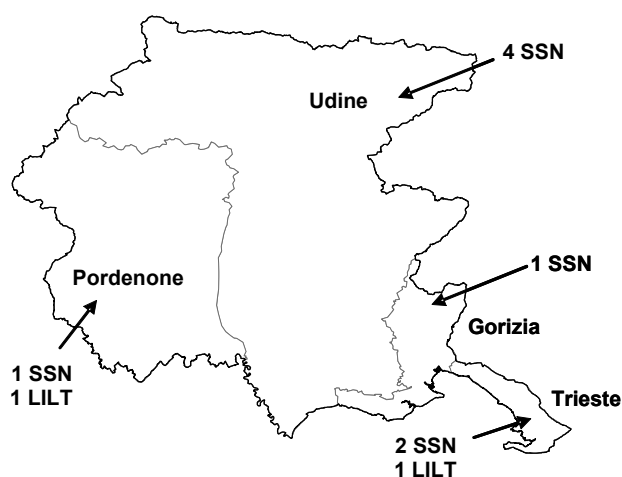 4 SSN
Udine
1 SSN
Pordenone
Gorizia
1 SSN
1 LILT
Trieste
2 SSN
1 LILT